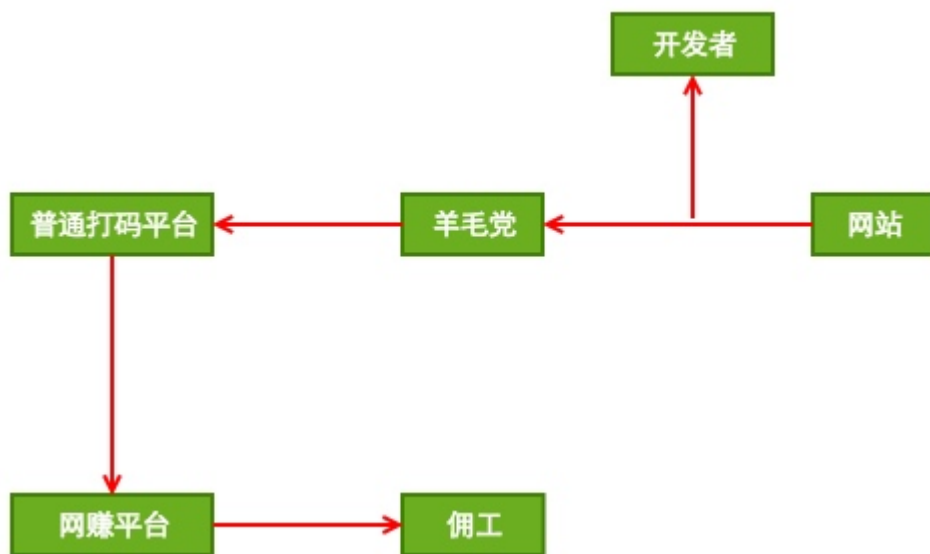 开发者
普通打码平台
羊毛党
网站
网赚平台
佣工